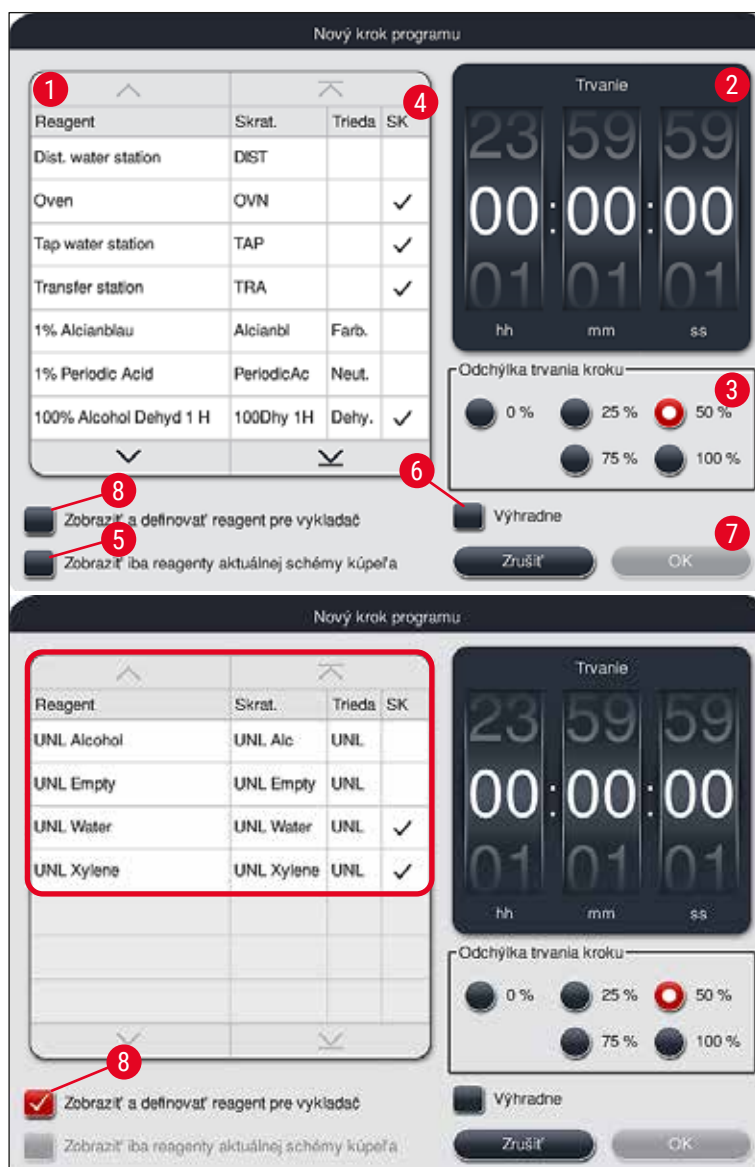 Nový krok programu
1
4
Reagent Skrat. Trieda SK
Dist. water station DIST
Oven OVN ✓
Tap water station TAP ✓
Transfer station TRA ✓
1% Alcianblau Alcianbl Farb.
1% Periodic Acid PeriodicAc Neut.
100% Alcohol Dehyd 1 H 100Dhy 1H Dehy. ✓
Trvanie
2
23 59 59
00:00:00
01 01 01
hh mm ss
Odchýlka trvania kroku
3
0 % 25 % 50 %
75 % 100 %
8
Zobraziť a definovať reagent pre vykladač
5
Zobraziť iba reagenty aktuálnej schémy kúpeľa
6
Výhradne
7
Zrušiť OK
Nový krok programu
Reagent Skrat. Trieda SK
UNL Alcohol UNL Alc UNL
UNL Empty UNL Empty UNL
UNL Water UNL Water UNL ✓
UNL Xylene UNL Xylene UNL ✓
Trvanie
23 59 59
00:00:00
01 01 01
hh mm ss
Odchýlka trvania kroku
0 % 25 % 50 %
75 % 100 %
8
Zobraziť a definovať reagent pre vykladač
Zobraziť iba reagenty aktuálnej schémy kúpeľa
Výhradne
Zrušiť OK